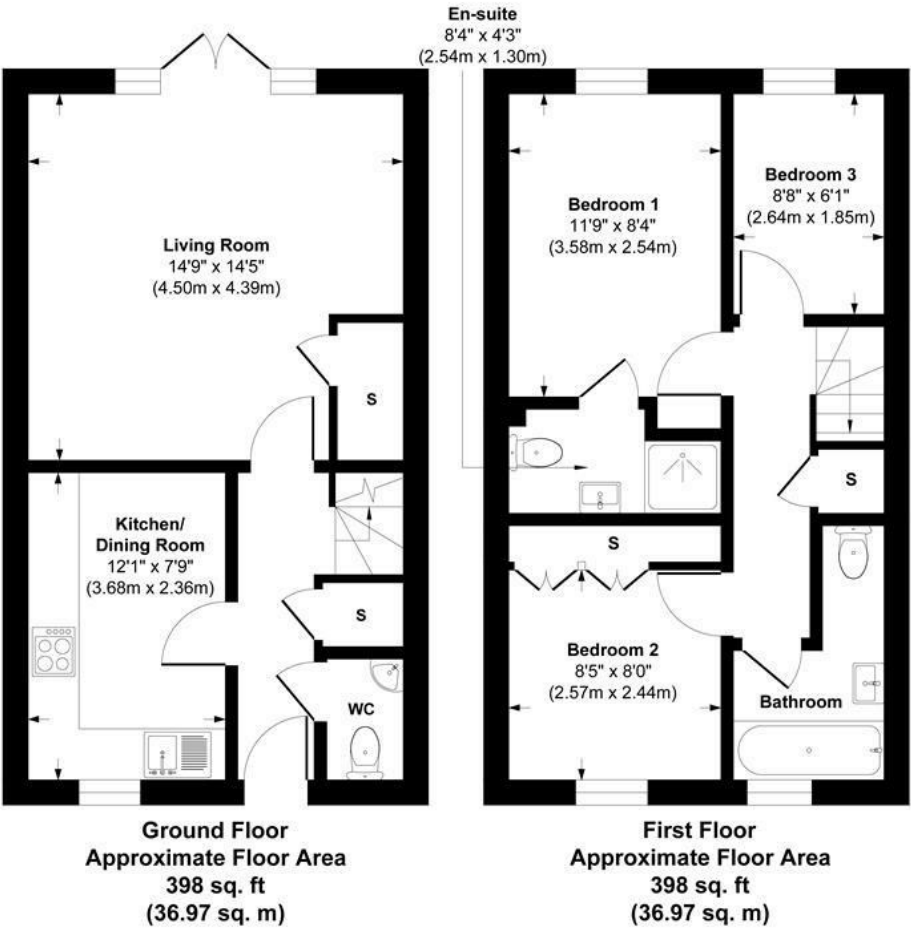 En-suite
8'4" x 4'3"
(2.54m x 1.30m)
Living Room
14'9" x 14'5"
(4.50m x 4.39m)
S
Kitchen/
Dining Room
12'1" x 7'9"
(3.68m x 2.36m)
S
WC
Ground Floor
Approximate Floor Area
398 sq. ft
(36.97 sq. m)
Bedroom 1
11'9" x 8'4"
(3.58m x 2.54m)
Bedroom 3
8'8" x 6'1"
(2.64m x 1.85m)
S
S
Bedroom 2
8'5" x 8'0"
(2.57m x 2.44m)
Bathroom
First Floor
Approximate Floor Area
398 sq. ft
(36.97 sq. m)